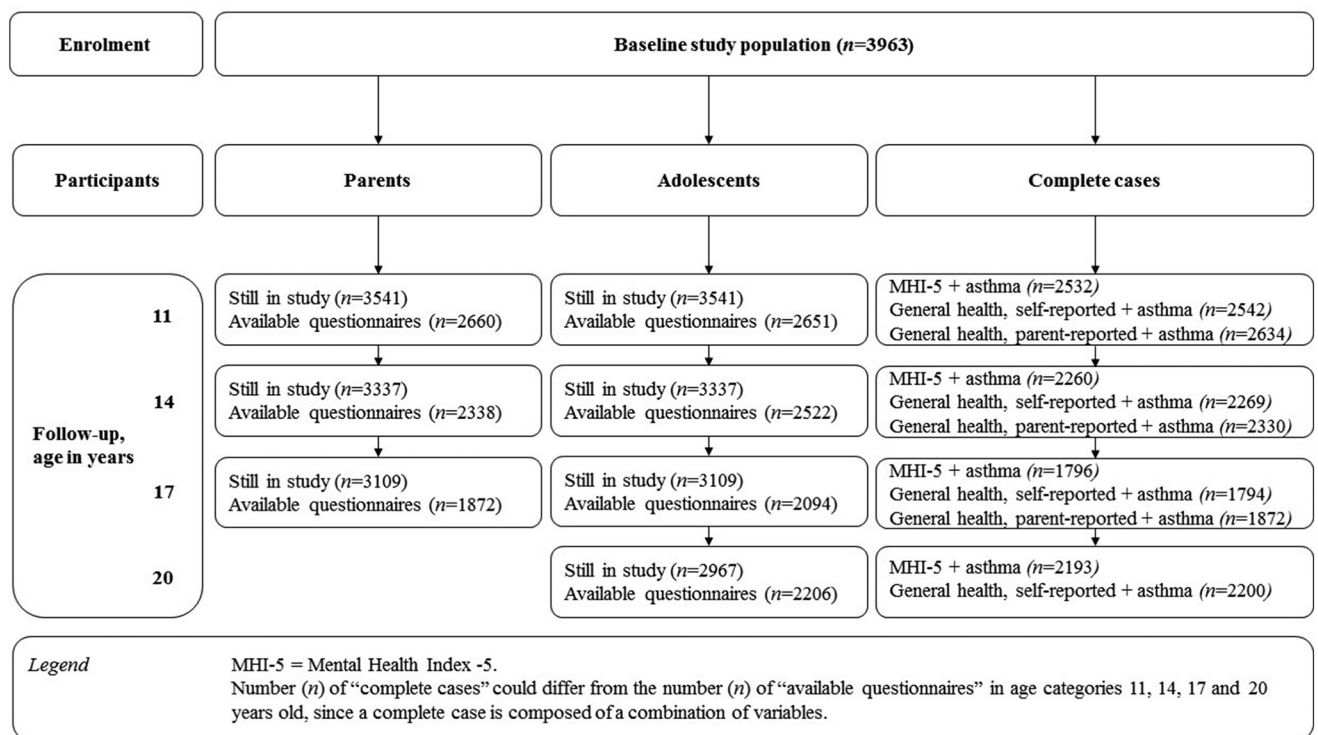 Enrolment
Baseline study population (n=3963)
Participants
Parents
Adolescents
Complete cases
Follow-up,
age in years
11
Still in study (n=3541)
Available questionnaires (n=2660)
Still in study (n=3541)
Available questionnaires (n=2651)
MHI-5 + asthma (n=2532)
General health, self-reported + asthma (n=2542)
General health, parent-reported + asthma (n=2634)
14
Still in study (n=3337)
Available questionnaires (n=2338)
Still in study (n=3337)
Available questionnaires (n=2522)
MHI-5 + asthma (n=2260)
General health, self-reported + asthma (n=2269)
General health, parent-reported + asthma (n=2330)
17
Still in study (n=3109)
Available questionnaires (n=1872)
Still in study (n=3109)
Available questionnaires (n=2094)
MHI-5 + asthma (n=1796)
General health, self-reported + asthma (n=1794)
General health, parent-reported + asthma (n=1872)
20
Still in study (n=2967)
Available questionnaires (n=2206)
MHI-5 + asthma (n=2193)
General health, self-reported + asthma (n=2200)
Legend
MHI-5 = Mental Health Index -5.
Number (n) of “complete cases” could differ from the number (n) of “available questionnaires” in age categories 11, 14, 17 and 20
years old, since a complete case is composed of a combination of variables.